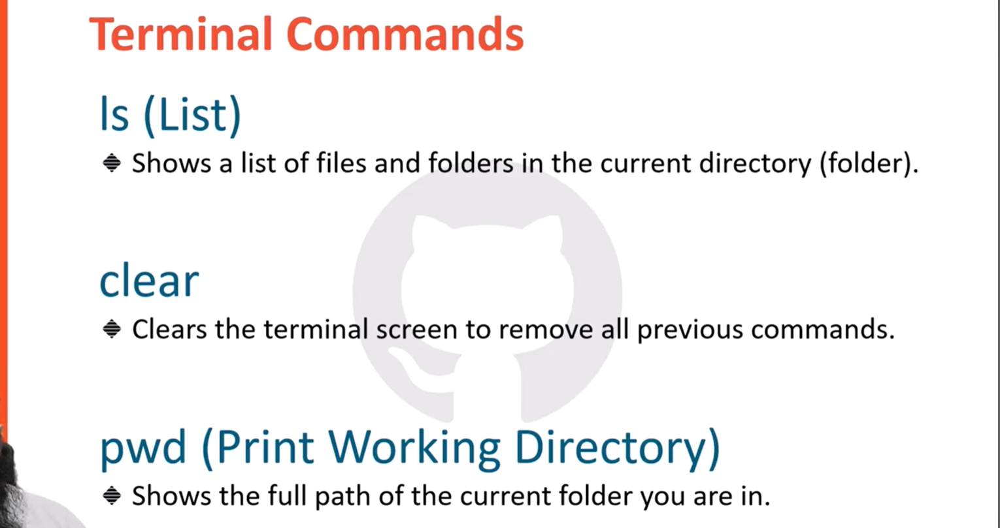 Terminal Commands
ls (List)
Shows a list of files and folders in the current directory (folder).
clear
Clears the terminal screen to remove all previous commands.
pwd (Print Working Directory)
Shows the full path of the current folder you are in.